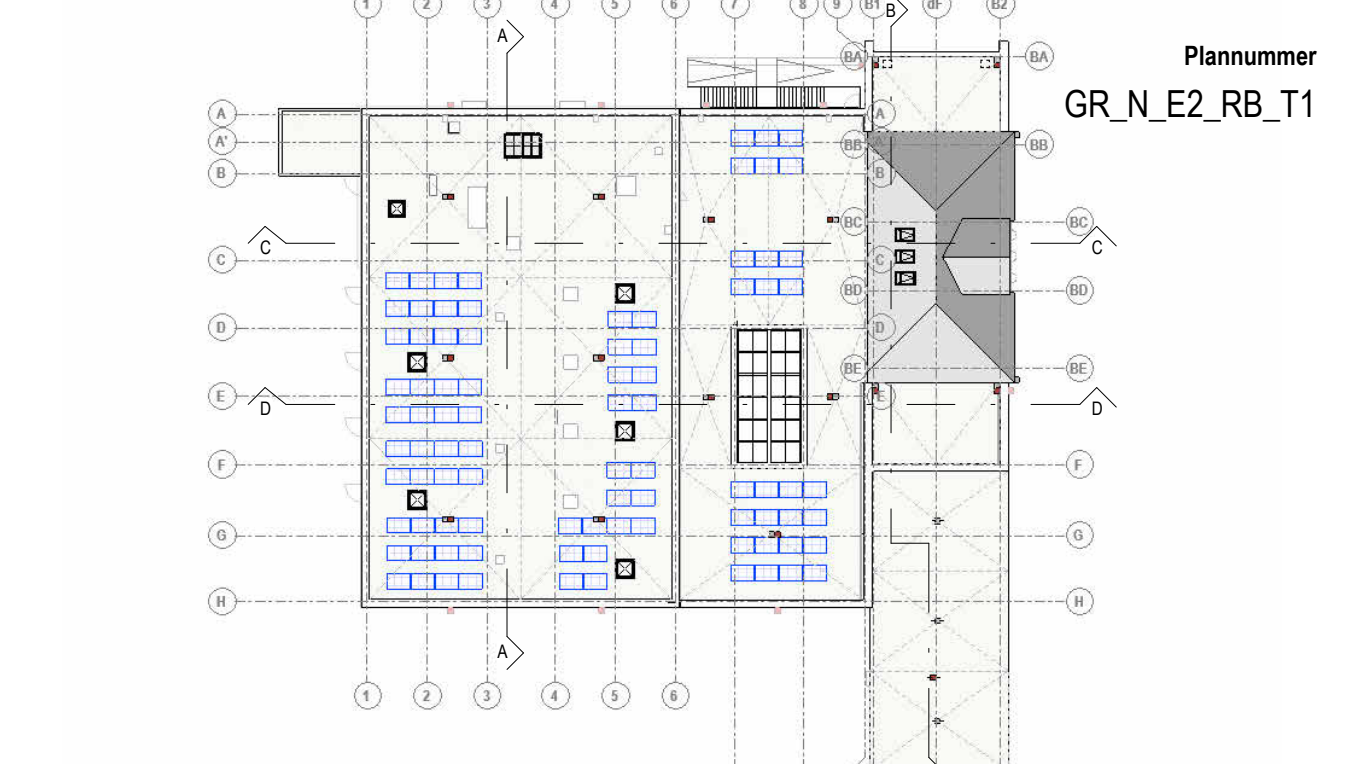 1 2 3 4 5 6 7 8 9 B1 dF B2
B
A
BA BA
Plannummer
GR_N_E2_RB_T1
A A
A' A'
BB BB
B B
BC BC
C C
C C
BD BD
D D
BE BE
E E
D D
F F
G G
H H
A
1 2 3 4 5 6